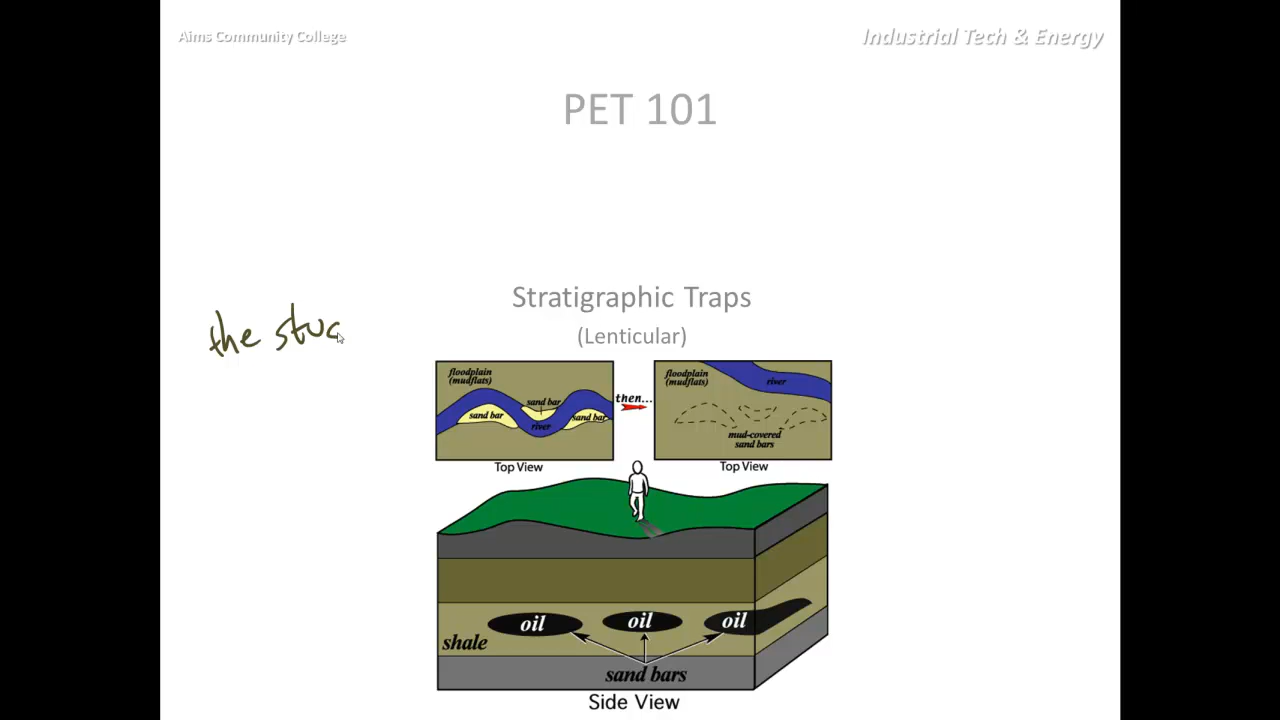 Aims Community College
Industrial Tech & Energy
PET 101
Stratigraphic Traps
(Lenticular)
the stuc
floodplain
(mudflats)
sand bar
sand bar
sand bar
river
Top View
then...
floodplain
(mudflats)
river
mud-covered
sand bars
Top View
oil
oil
oil
shale
sand bars
Side View